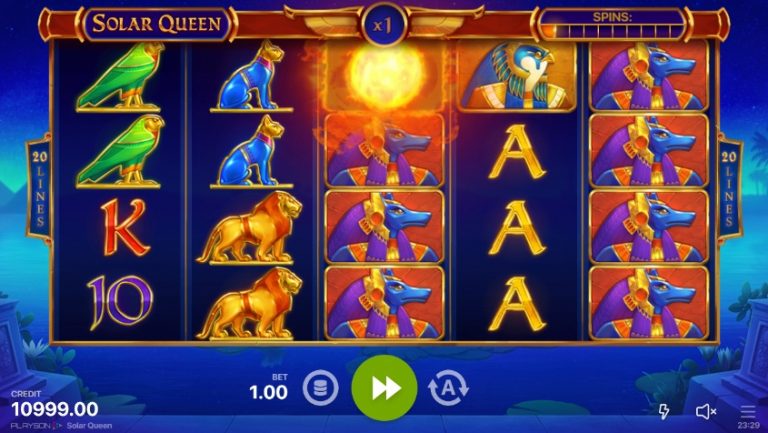 SOLAR QUEEN
x1
SPINS:
20 LINES
20 LINES
A
K
A
J
10
A
CREDIT
10999.00
BET
1.00
A
PLAYSON Solar Queen
23:29